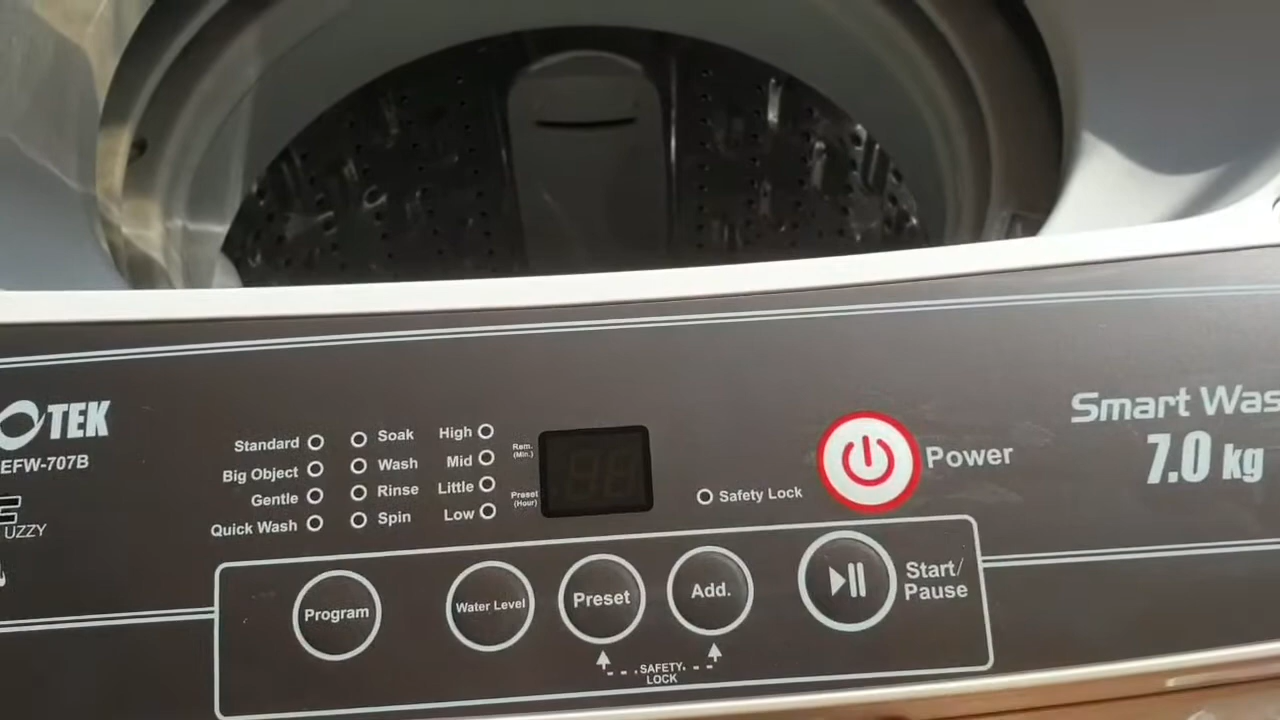 TEK
EFW-707B
UZZY
Standard
Big Object
Gentle
Quick Wash
Soak
Wash
Rinse
Spin
High
Mid
Little
Low
Rem.
(Min.)
Preset
(Hour)
Safety Lock
Power
Smart Was
7.0 kg
Program
Water Level
Preset
Add.
Start/
Pause
SAFETY
LOCK